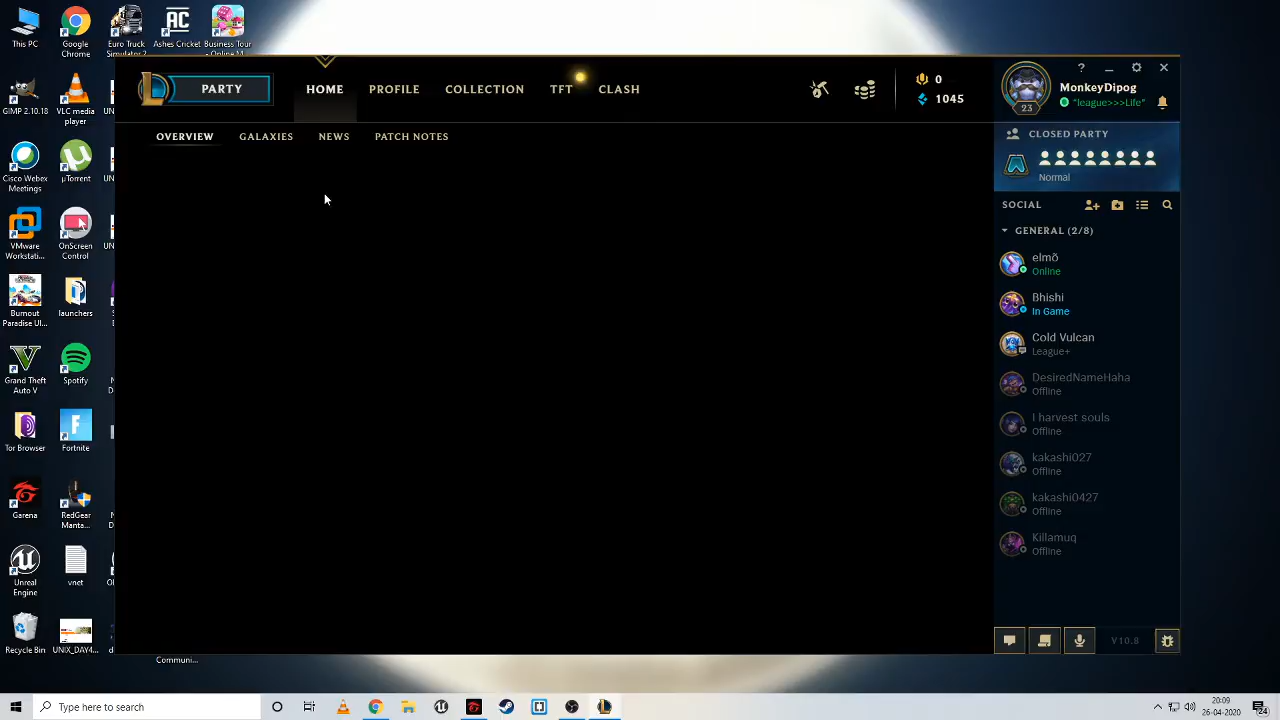 This PC
Google
Chrome
Euro Truck
Simulator 2
Ashes Cricket
Business Tour
- Online M...
GIMP 2.10.18
VLC media
player
Cisco Webex
Meetings
µTorrent
VMware
Workstati...
OnScreen
Control
Burnout
Paradise Ul...
launchers
Grand Theft
Auto V
Spotify
Tor Browser
Fortnite
Garena
RedGear
Manta...
Unreal
Engine
vnet
Recycle Bin
UNIX_DAY4...
Communi...
PARTY
HOME
PROFILE
COLLECTION
TFT
CLASH
0
1045
OVERVIEW
GALAXIES
NEWS
PATCH NOTES
?
23
MonkeyDipog
"league>>>Life"
CLOSED PARTY
Normal
SOCIAL
GENERAL (2/8)
elmõ
Online
Bhishi
In Game
Cold Vulcan
League+
DesiredNameHaha
Offline
I harvest souls
Offline
kakashi027
Offline
kakashi0427
Offline
Killamuq
Offline
V10.8
Type here to search
20:09
26-04-2020
24